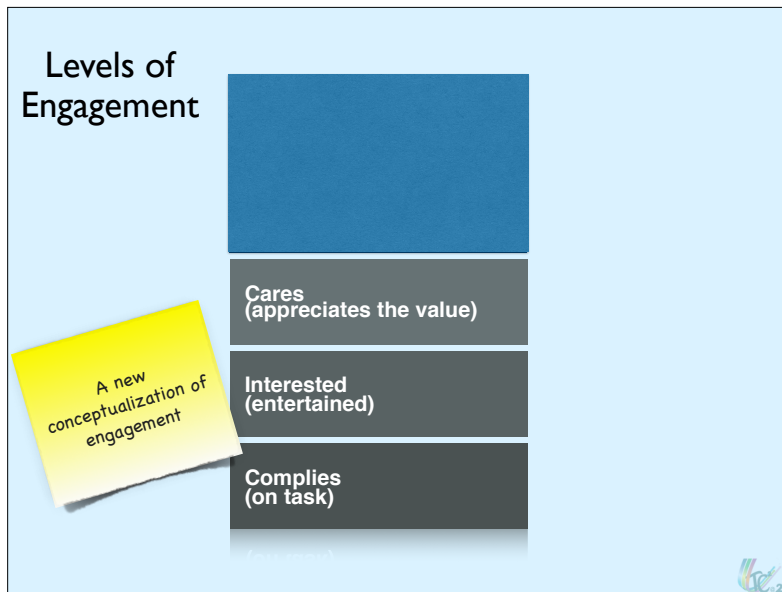 Levels of
Engagement
Cares
(appreciates the value)
A new
conceptualization of
engagement
Interested
(entertained)
Complies
(on task)